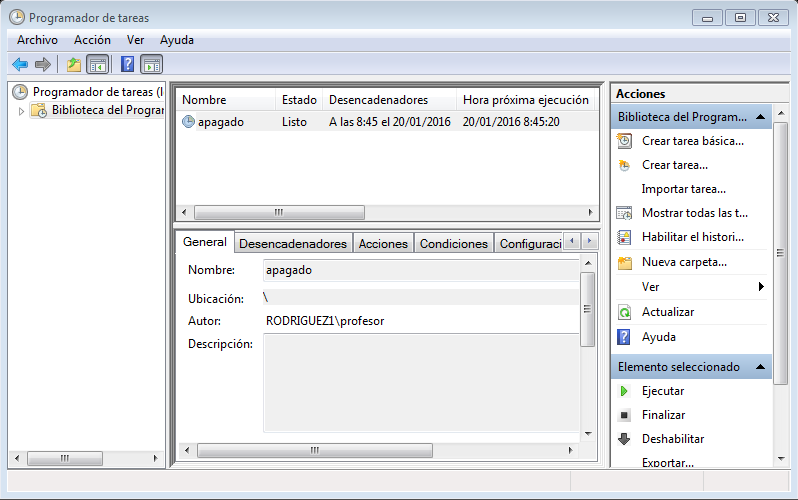 Programador de tareas
Archivo Acción Ver Ayuda
Programador de tareas (l
Biblioteca del Prograr
Nombre Estado Desencadenadores Hora próxima ejecución
apagado Listo A las 8:45 el 20/01/2016 20/01/2016 8:45:20
General Desencadenadores Acciones Condiciones Configuraci
Nombre: apagado
Ubicación: \
Autor: RODRIGUEZ1\profesor
Descripción:
Acciones
Biblioteca del Program...
Crear tarea básica...
Crear tarea...
Importar tarea...
Mostrar todas las t...
Habilitar el histori...
Nueva carpeta...
Ver
Actualizar
Ayuda
Elemento seleccionado
Ejecutar
Finalizar
Deshabilitar
Exportar...